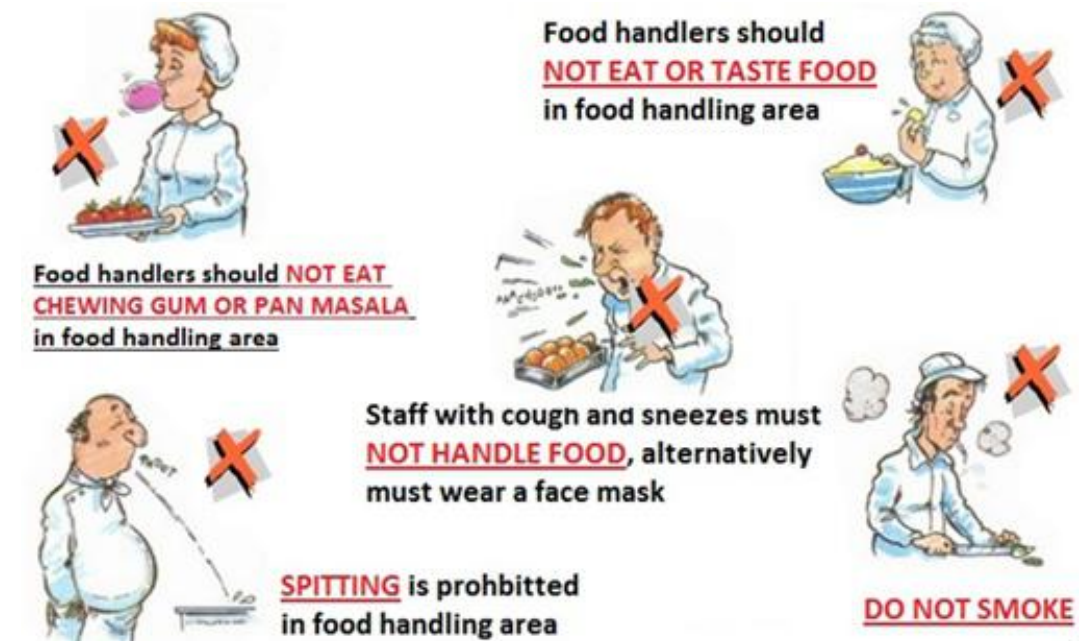 Food handlers should
NOT EAT OR TASTE FOOD
in food handling area
Food handlers should NOT EAT
CHEWING GUM OR PAN MASALA
in food handling area
Staff with cough and sneezes must
NOT HANDLE FOOD, alternatively
must wear a face mask
SPITTING is prohbitted
in food handling area
DO NOT SMOKE